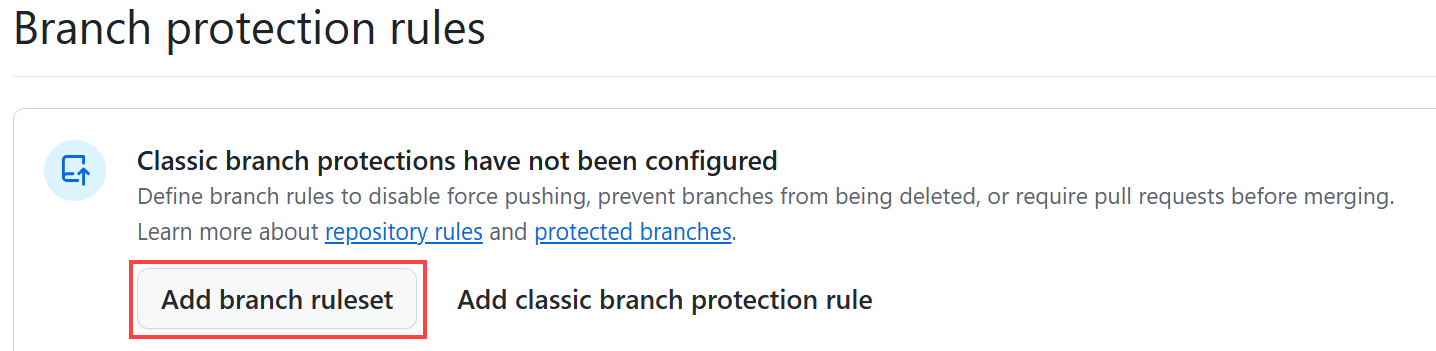 Branch protection rules
Classic branch protections have not been configured
Define branch rules to disable force pushing, prevent branches from being deleted, or require pull requests before merging.
Learn more about repository rules and protected branches.
Add branch ruleset Add classic branch protection rule